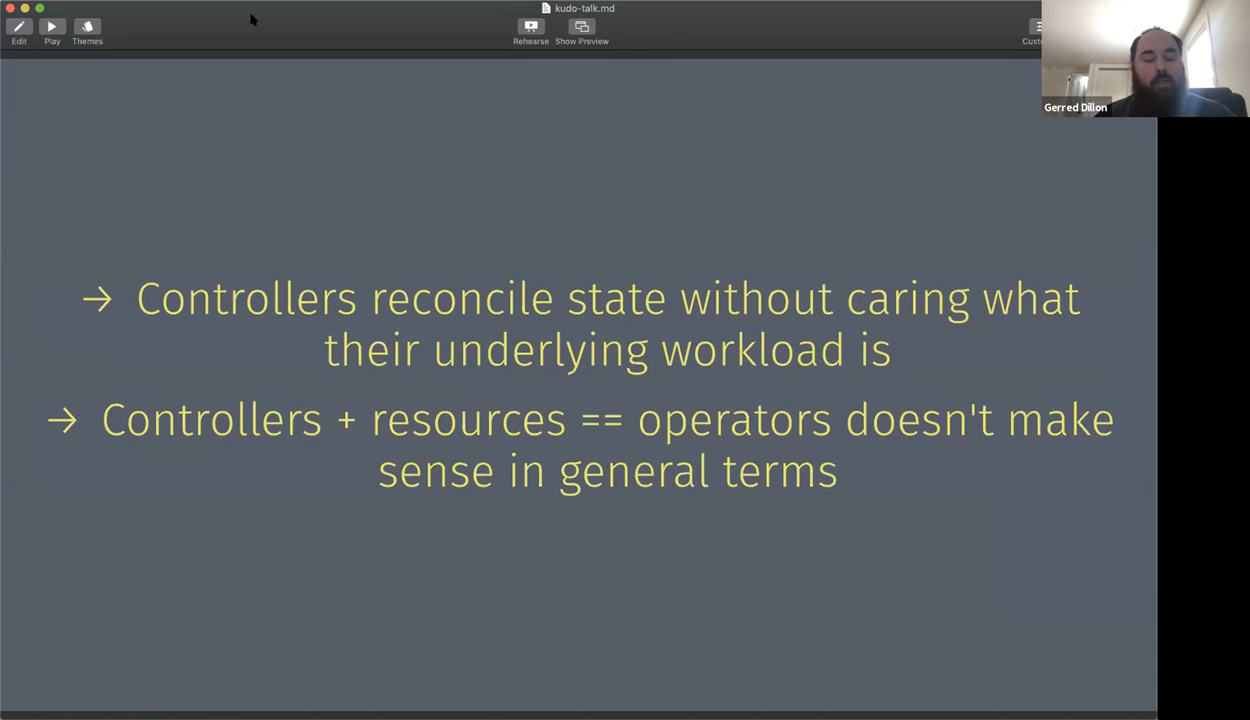 kudo-talk.md
Edit
Play
Themes
Rehearse
Show Preview
Gerred Dillon
→ Controllers reconcile state without caring what
their underlying workload is
→ Controllers + resources == operators doesn't make
sense in general terms